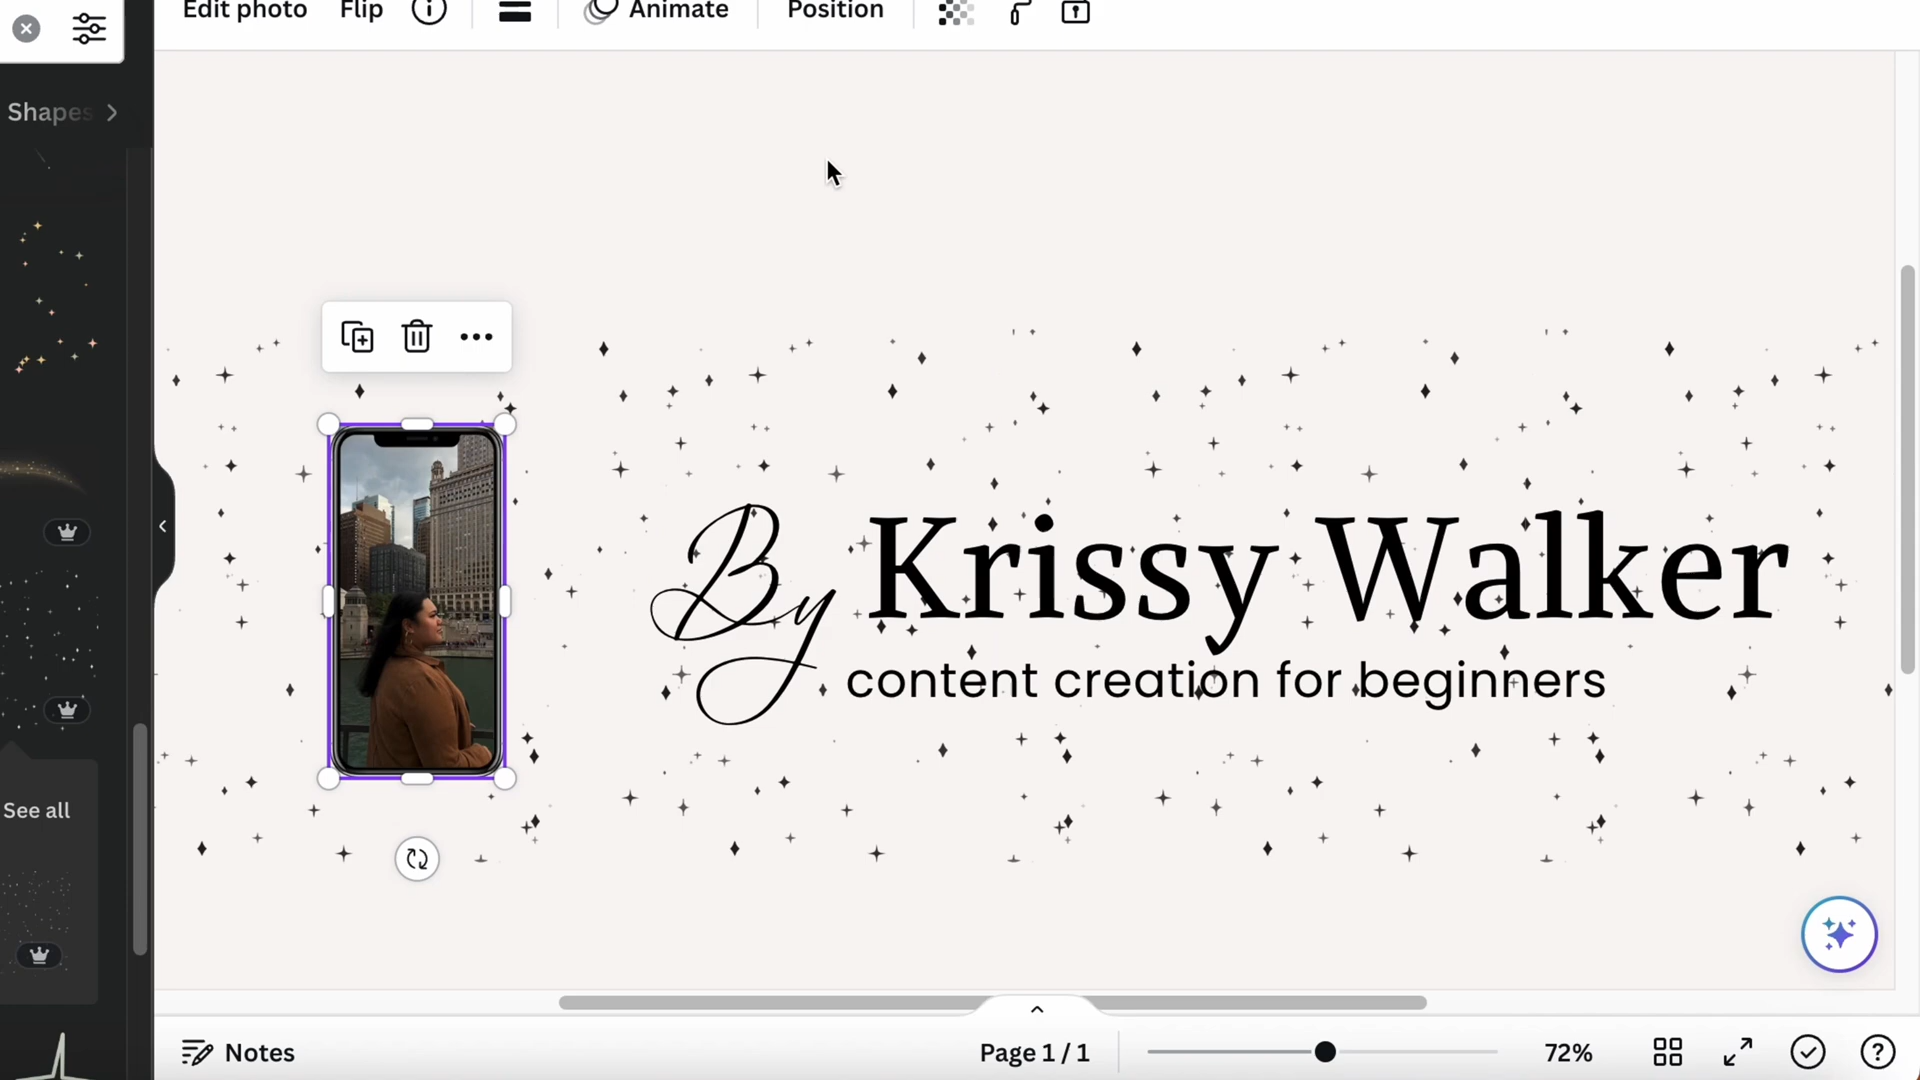 Edit photo Flip Animate Position
Shapes
By Krissy Walker
content creation for beginners
See all
Notes Page 1 / 1 72%